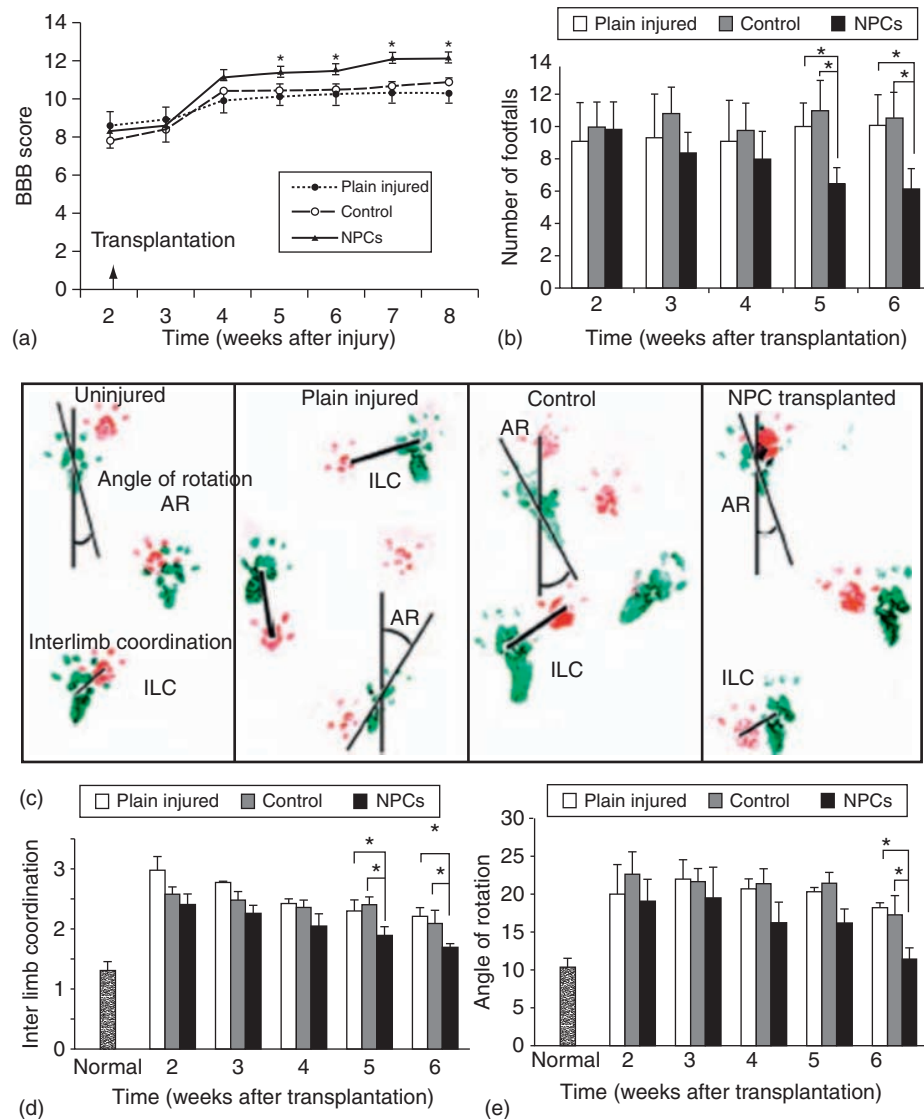 14
12
10
8
6
4
2
0
BBB score
* * * *
Plain injured
Control
NPCs
Transplantation
2 3 4 5 6 7 8
Time (weeks after injury)
(a)
Plain injured Control NPCs
14
12
10
8
6
4
2
0
Number of footfalls
* *
* *
2 3 4 5 6
Time (weeks after transplantation)
(b)
Uninjured
Angle of rotation
AR
Interlimb coordination
ILC
Plain injured
ILC
AR
Control
AR
ILC
NPC transplanted
AR
ILC
(c)
Plain injured Control NPCs
3
2
1
0
Inter limb coordination
* *
* *
Normal 2 3 4 5 6
Time (weeks after transplantation)
(d)
Plain injured Control NPCs
30
25
20
15
10
0
Angle of rotation
*
*
Normal 2 3 4 5 6
Time (weeks after transplantation)
(e)